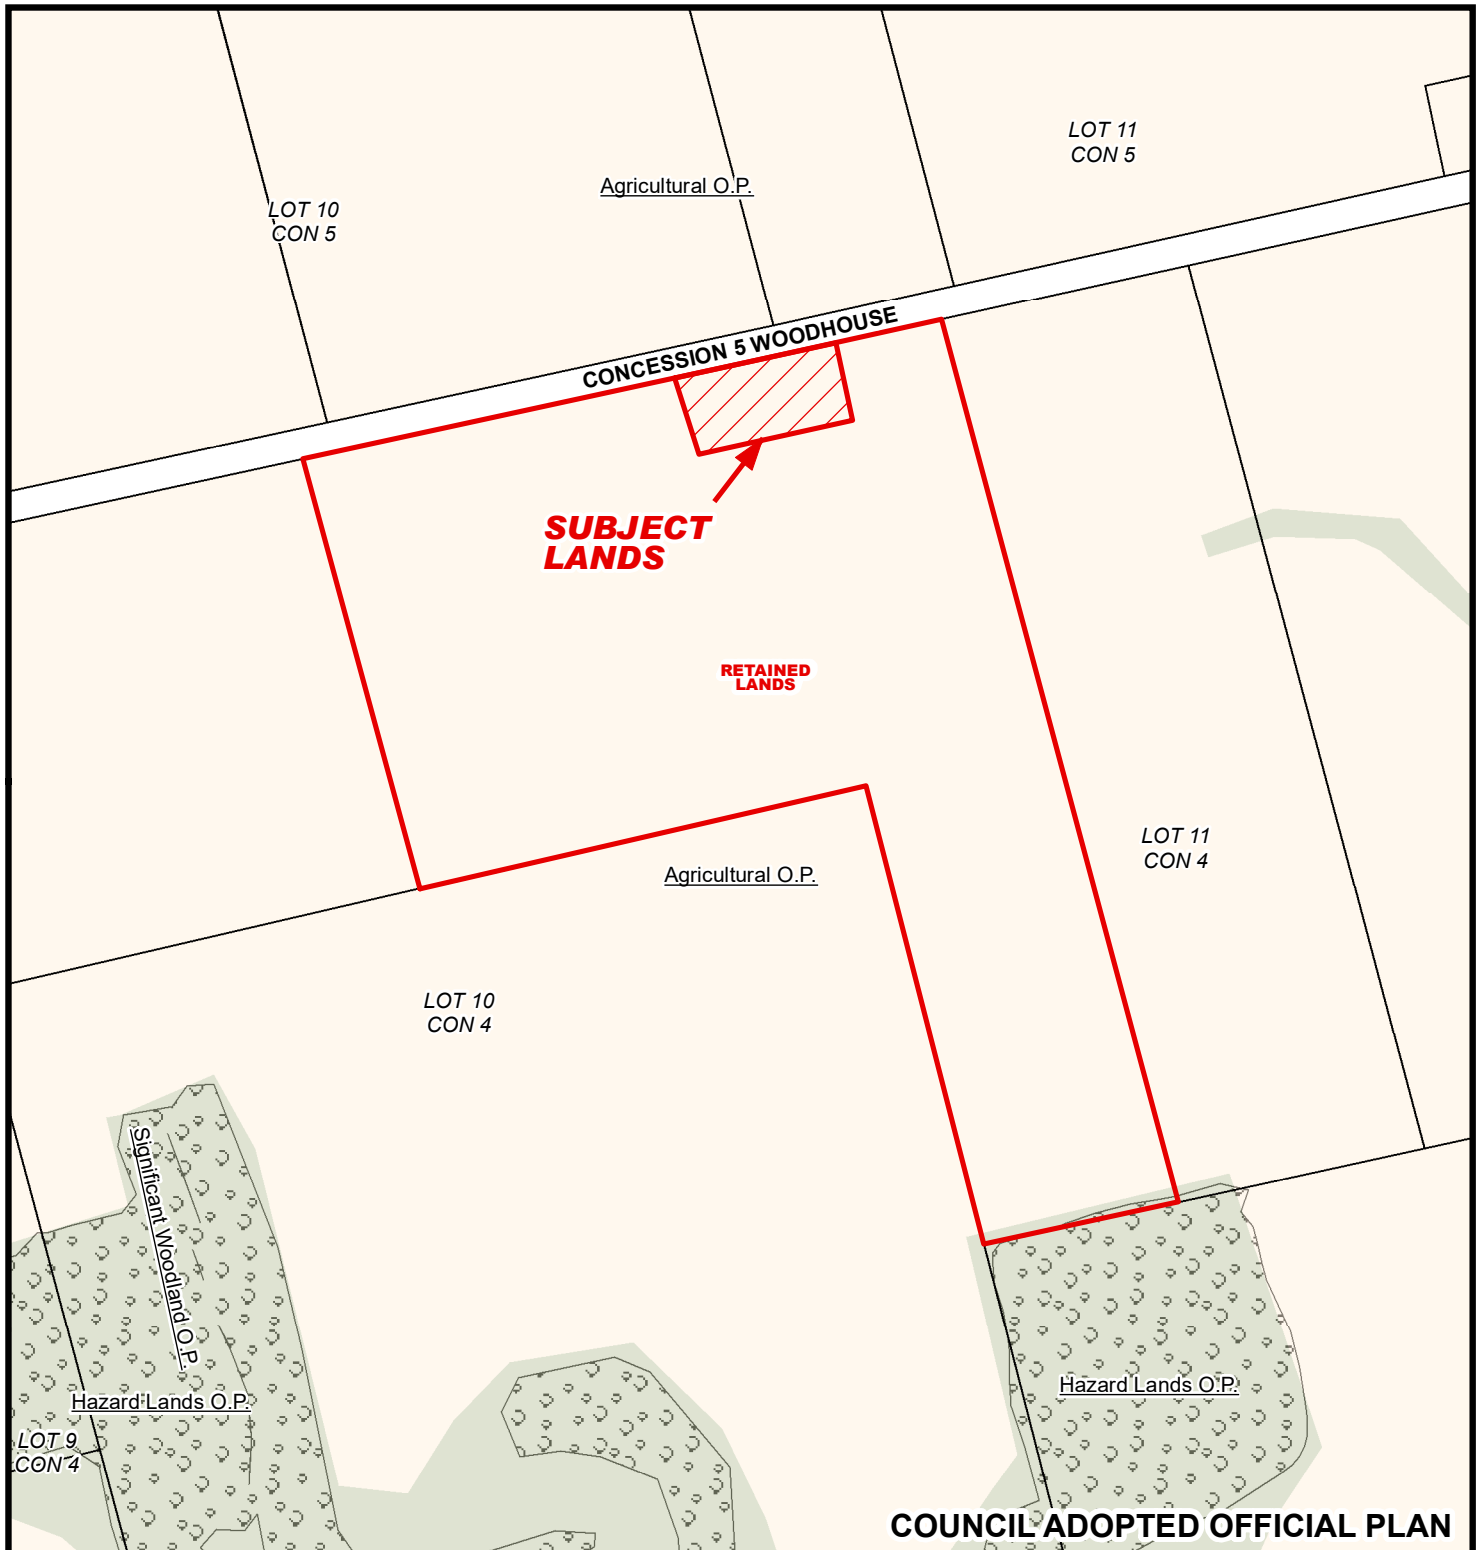 LOT 11
CON 5
Agricultural O.P.
LOT 10
CON 5
CONCESSION 5 WOODHOUSE
SUBJECT
LANDS
RETAINED
LANDS
LOT 11
CON 4
Agricultural O.P.
LOT 10
CON 4
Significant Woodland O.P.
Hazard Lands O.P.
Hazard Lands O.P.
LOT 9
CON 4
COUNCIL ADOPTED OFFICIAL PLAN